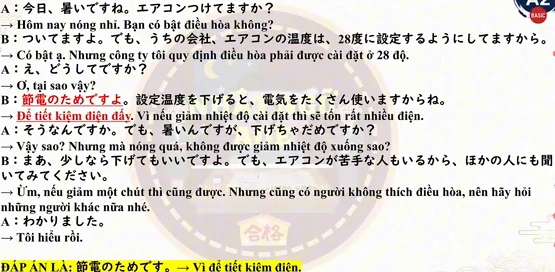 A：今日、暑いですね。エアコンつけてますか？
→ Hôm nay nóng nhỉ. Bạn có bật điều hòa không?
B：ついてますよ。でも、うちの会社、エアコンの温度は、28度に設定するようにしてますから。
→ Có bật ạ. Nhưng công ty tôi quy định điều hòa phải được cài đặt ở 28 độ.
A：え、どうしてですか？
→ Ơ, tại sao vậy?
B：節電のためですよ。設定温度を下げると、電気をたくさん使いますからね。
→ Để tiết kiệm điện đấy. Vì nếu giảm nhiệt độ cài đặt thì sẽ tốn rất nhiều điện.
A：そうなんですか。でも、暑いんですが、下げちゃだめですか？
→ Vậy sao? Nhưng mà nóng quá, không được giảm nhiệt độ xuống sao?
B：まあ、少しなら下げてもいいですよ。でも、エアコンが苦手な人もいるから、ほかの人にも聞
いてみてください。
→ Ừm, nếu giảm một chút thì cũng được. Nhưng cũng có người không thích điều hòa, nên hãy hỏi
những người khác nữa nhé.
A：わかりました。
→ Tôi hiểu rồi.
ĐÁP ÁN LÀ: 節電のためです。→ Vì để tiết kiệm điện.
A2
BASIC
合格